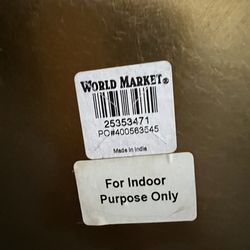 WORLD MARKET®
25353471
PO#400563545
Made in India
For Indoor
Purpose Only